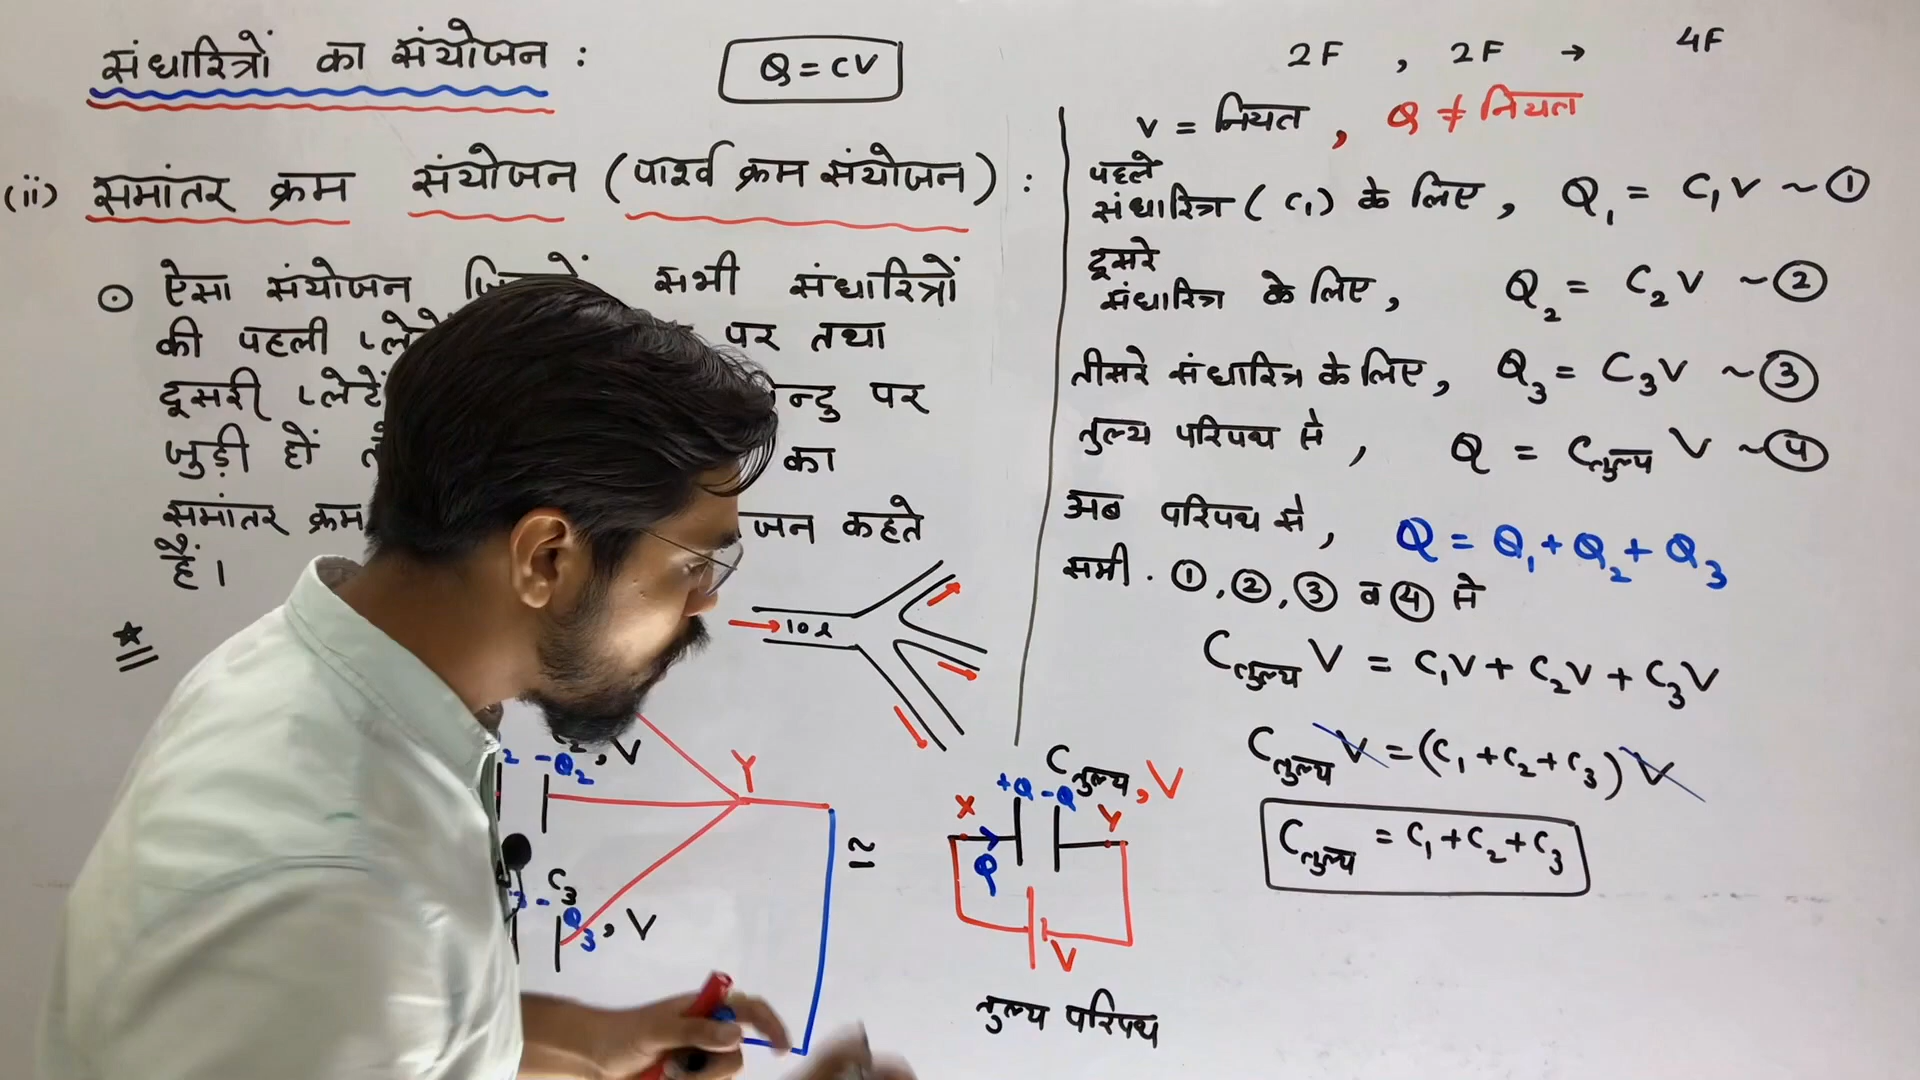 संधारित्रों का संयोजन :
Q = CV
(ii) समांतर क्रम संयोजन (पार्श्व क्रम संयोजन) :
⊙ ऐसा संयोजन सभी संधारित्रों
की पहली पर तथा
दूसरी प्लेटें पर
जुड़ी हों का
समांतर क्रम कहते
हैं।
10 l
C2, V
-Q2
Y
C3
- Q3, V
≅
C तुल्य, V
+Q -Q
X Y
Q
V
तुल्य परिपथ
2F , 2F → 4F
V = नियत , Q ≠ नियत
पहले
संधारित्र ( C1) के लिए , Q1 = C1V ~ ①
दूसरे
संधारित्र के लिए, Q2 = C2V ~ ②
तीसरे संधारित्र के लिए, Q3 = C3V ~ ③
तुल्य परिपथ से , Q = Cतुल्य V ~ ④
अब परिपथ से , Q = Q1 + Q2 + Q3
समी . ①, ②, ③ व ④ से
Cतुल्य V = C1V + C2V + C3V
Cतुल्य V = (C1 + C2 + C3) V
Cतुल्य = C1 + C2 + C3